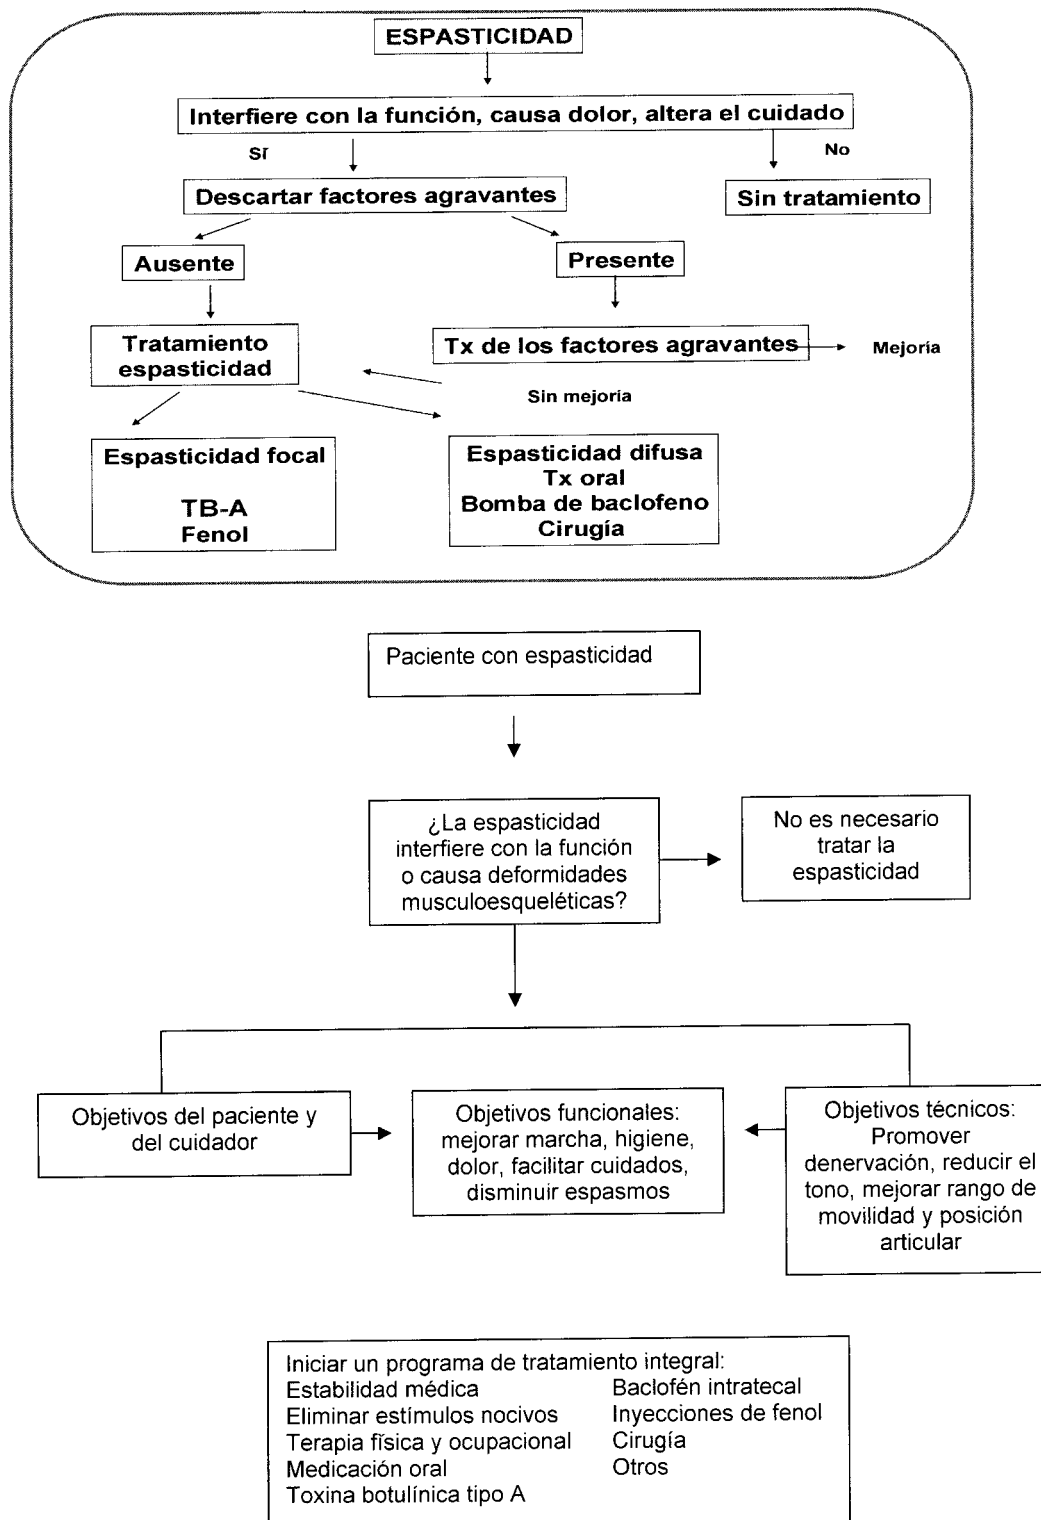 ESPASTICIDAD
Interfiere con la función, causa dolor, altera el cuidado
Sí
No
Descartar factores agravantes
Sin tratamiento
Ausente
Presente
Tratamiento
espasticidad
Tx de los factores agravantes
Mejoría
Sin mejoría
Espasticidad focal
TB-A
Fenol
Espasticidad difusa
Tx oral
Bomba de baclofeno
Cirugía
Paciente con espasticidad
¿La espasticidad
interfiere con la función
o causa deformidades
musculoesqueléticas?
No es necesario
tratar la
espasticidad
Objetivos del paciente y
del cuidador
Objetivos funcionales:
mejorar marcha, higiene,
dolor, facilitar cuidados,
disminuir espasmos
Objetivos técnicos:
Promover
denervación, reducir el
tono, mejorar rango de
movilidad y posición
articular
Iniciar un programa de tratamiento integral:
Estabilidad médica
Eliminar estímulos nocivos
Terapia física y ocupacional
Medicación oral
Toxina botulínica tipo A
Baclofén intratecal
Inyecciones de fenol
Cirugía
Otros